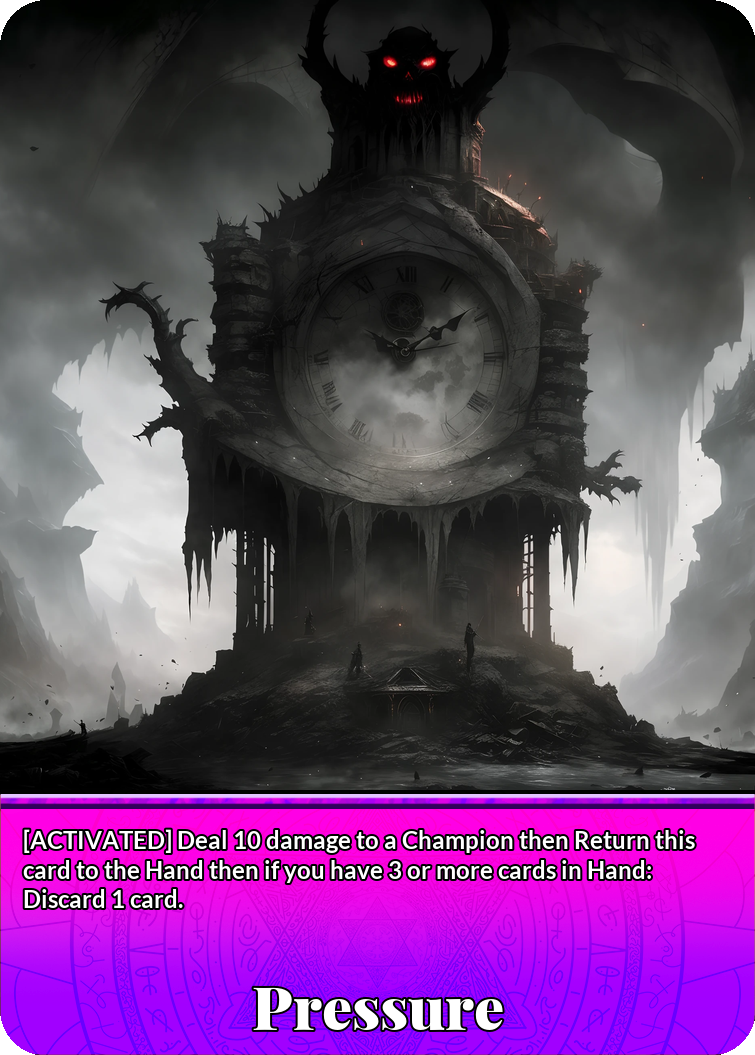 [ACTIVATED] Deal 10 damage to a Champion then Return this
card to the Hand then if you have 3 or more cards in Hand:
Discard 1 card.
Pressure